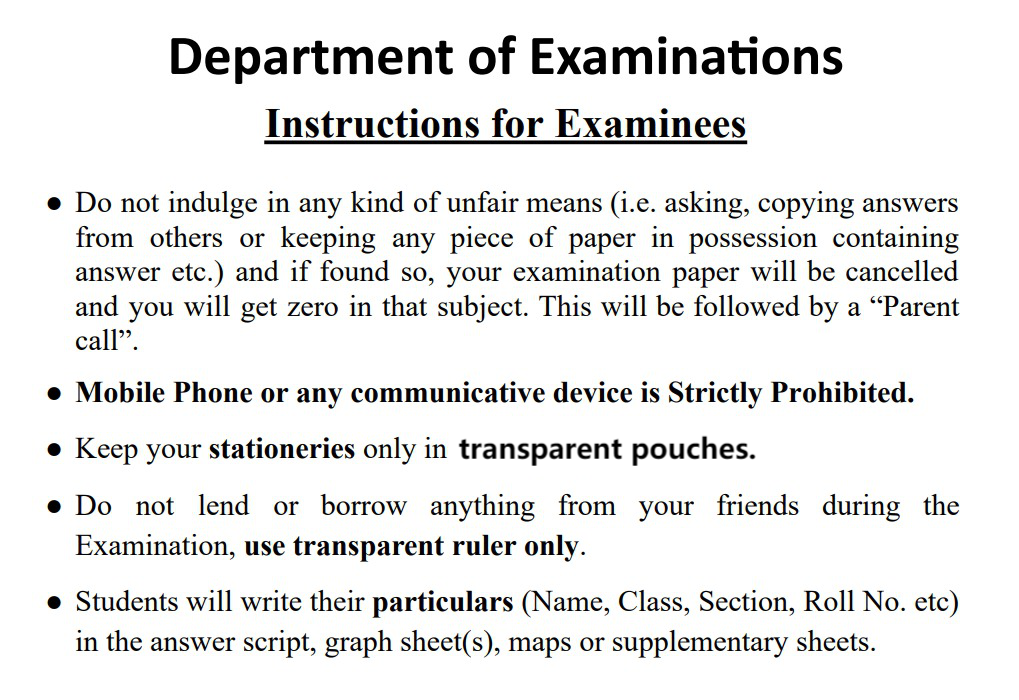 Department of Examinations
Instructions for Examinees
● Do not indulge in any kind of unfair means (i.e. asking, copying answers
from others or keeping any piece of paper in possession containing
answer etc.) and if found so, your examination paper will be cancelled
and you will get zero in that subject. This will be followed by a “Parent
call”.
● Mobile Phone or any communicative device is Strictly Prohibited.
● Keep your stationeries only in transparent pouches.
● Do not lend or borrow anything from your friends during the
Examination, use transparent ruler only.
● Students will write their particulars (Name, Class, Section, Roll No. etc)
in the answer script, graph sheet(s), maps or supplementary sheets.